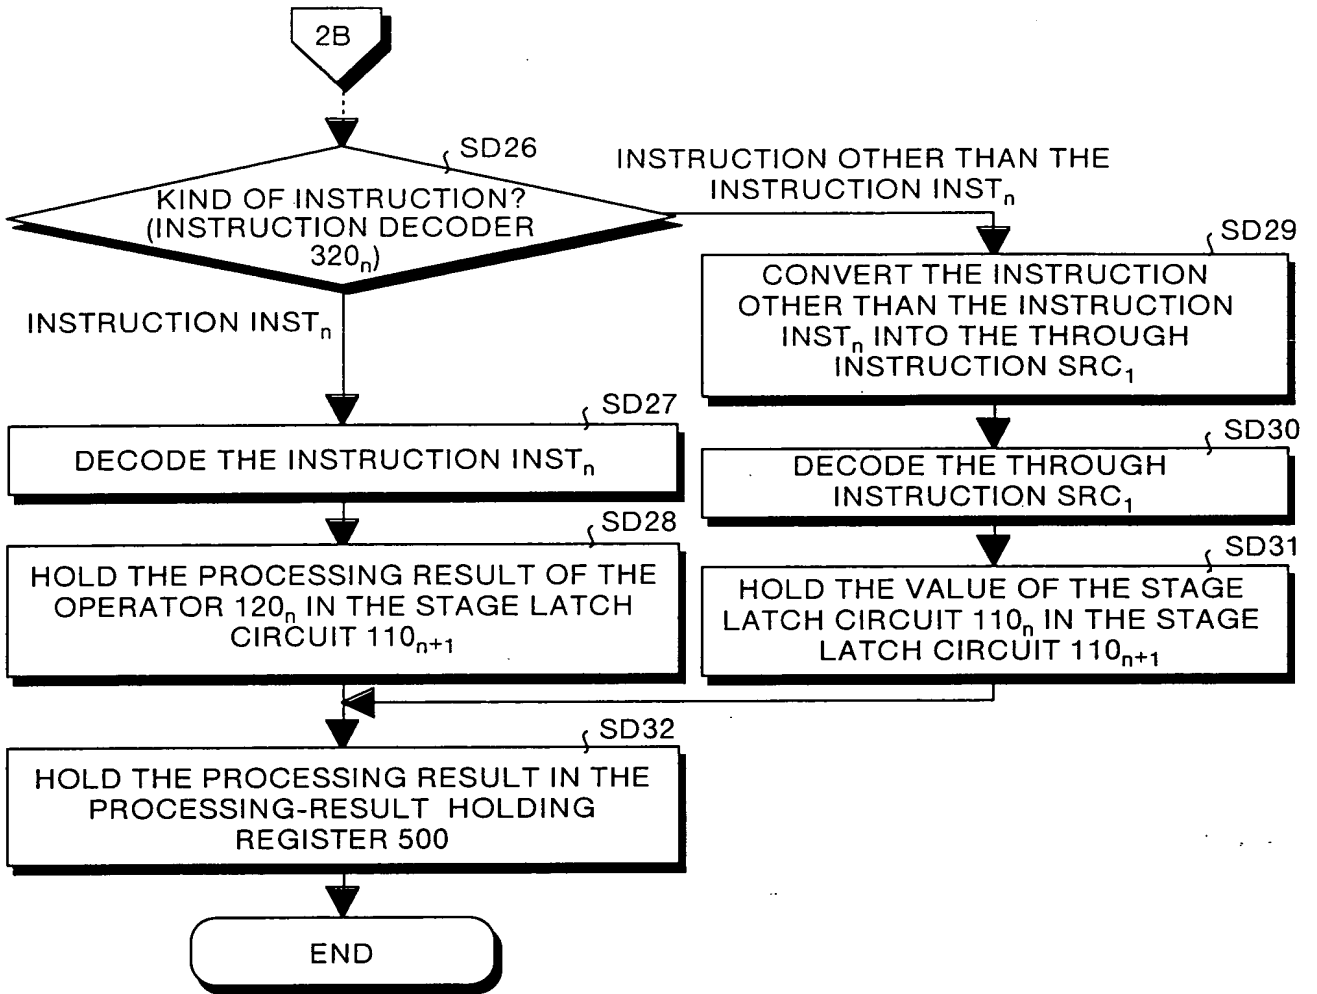 2B
SD26
KIND OF INSTRUCTION?
(INSTRUCTION DECODER
320n)
INSTRUCTION OTHER THAN THE
INSTRUCTION INSTn
INSTRUCTION INSTn
SD29
CONVERT THE INSTRUCTION
OTHER THAN THE INSTRUCTION
INSTn INTO THE THROUGH
INSTRUCTION SRC1
SD27
DECODE THE INSTRUCTION INSTn
SD30
DECODE THE THROUGH
INSTRUCTION SRC1
SD28
HOLD THE PROCESSING RESULT OF THE
OPERATOR 120n IN THE STAGE LATCH
CIRCUIT 110n+1
SD31
HOLD THE VALUE OF THE STAGE
LATCH CIRCUIT 110n IN THE STAGE
LATCH CIRCUIT 110n+1
SD32
HOLD THE PROCESSING RESULT IN THE
PROCESSING-RESULT HOLDING
REGISTER 500
END